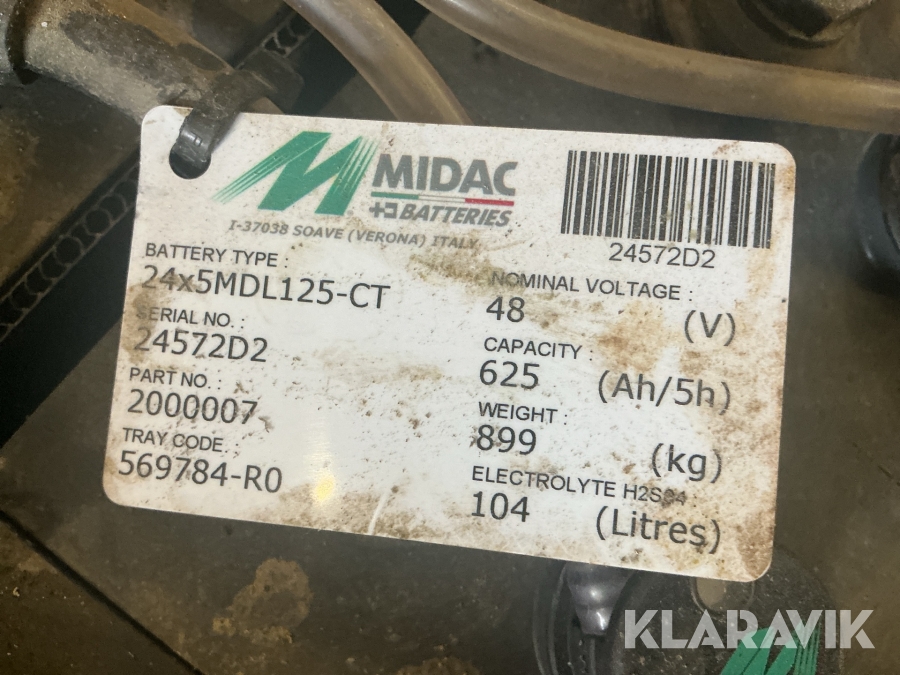 MIDAC
BATTERIES
I-37038 SOAVE (VERONA) ITALY
24572D2
BATTERY TYPE :
24x5MDL125-CT
SERIAL NO. :
24572D2
PART NO. :
2000007
TRAY CODE :
569784-R0
NOMINAL VOLTAGE :
48 (V)
CAPACITY :
625 (Ah/5h)
WEIGHT :
899 (kg)
ELECTROLYTE H2SO4
104 (Litres)
KLARAVIK